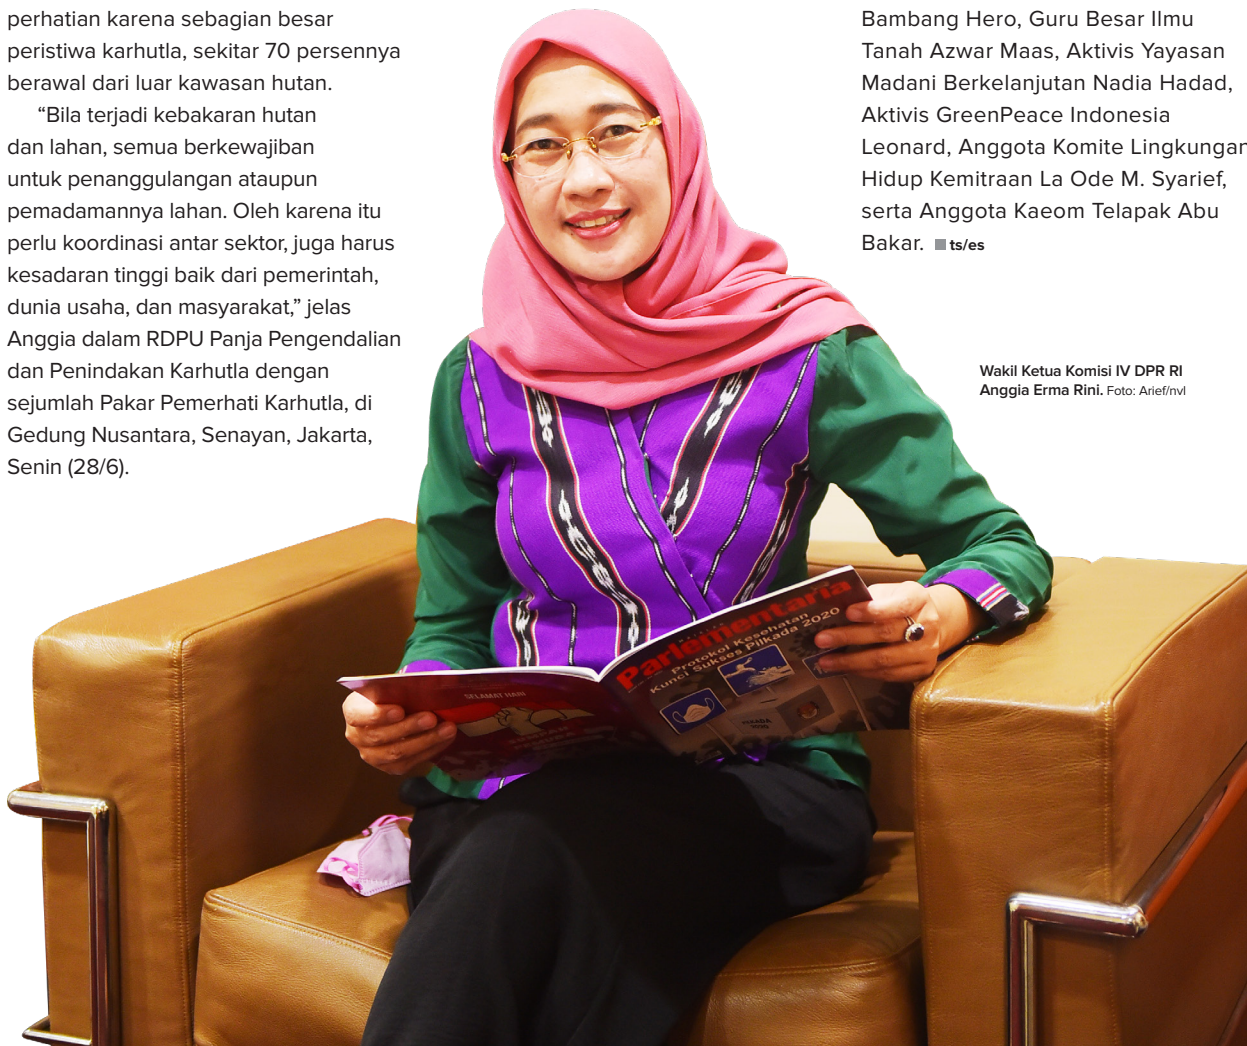 perhatian karena sebagian besar
peristiwa karhutla, sekitar 70 persennya
berawal dari luar kawasan hutan.
“Bila terjadi kebakaran hutan
dan lahan, semua berkewajiban
untuk penanggulangan ataupun
pemadamannya lahan. Oleh karena itu
perlu koordinasi antar sektor, juga harus
kesadaran tinggi baik dari pemerintah,
dunia usaha, dan masyarakat,” jelas
Anggia dalam RDPU Panja Pengendalian
dan Penindakan Karhutla dengan
sejumlah Pakar Pemerhati Karhutla, di
Gedung Nusantara, Senayan, Jakarta,
Senin (28/6).
Bambang Hero, Guru Besar Ilmu
Tanah Azwar Maas, Aktivis Yayasan
Madani Berkelanjutan Nadia Hadad,
Aktivis GreenPeace Indonesia
Leonard, Anggota Komite Lingkungan
Hidup Kemitraan La Ode M. Syarief,
serta Anggota Kaeom Telapak Abu
Bakar. ts/es
Wakil Ketua Komisi IV DPR RI
Anggia Erma Rini. Foto: Arief/nvl
MAJALAH
Parlementaria
Protokol Kesehatan
Kunci Sukses Pilkada 2020
SELAMAT HARI
SUMPAH
PEMUDA